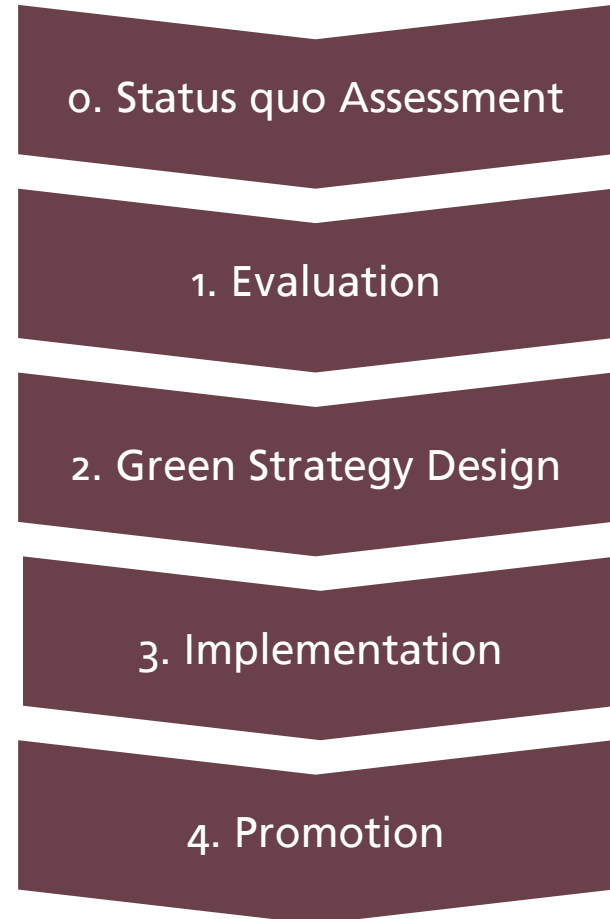 0. Status quo Assessment
1. Evaluation
2. Green Strategy Design
3. Implementation
4. Promotion